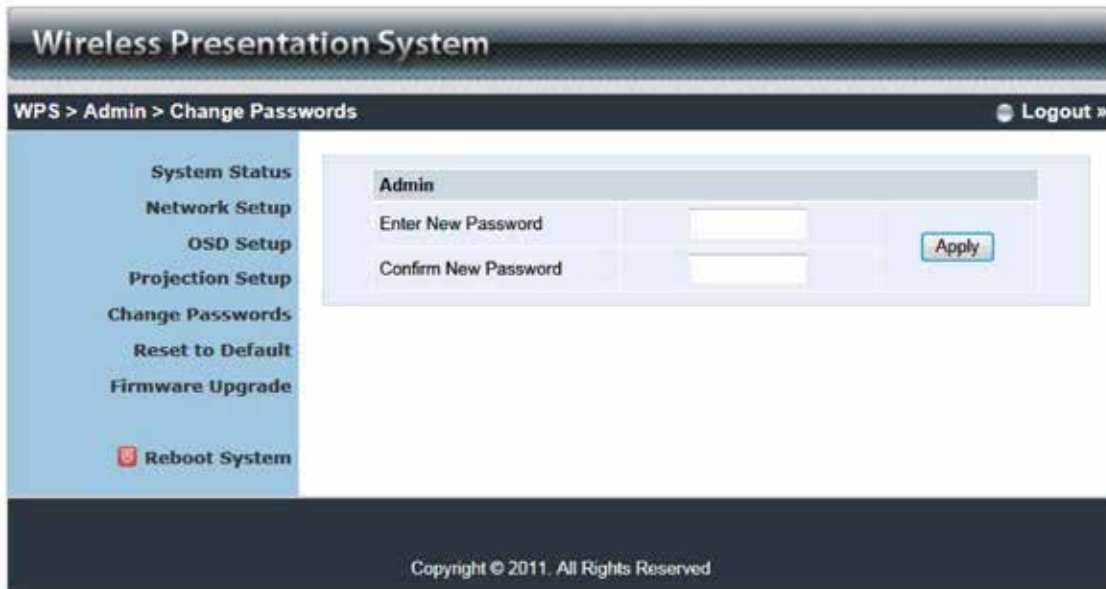 Wireless Presentation System
WPS > Admin > Change Passwords
Logout »
System Status
Network Setup
OSD Setup
Projection Setup
Change Passwords
Reset to Default
Firmware Upgrade
Reboot System
Admin
Enter New Password
Confirm New Password
Apply
Copyright © 2011. All Rights Reserved